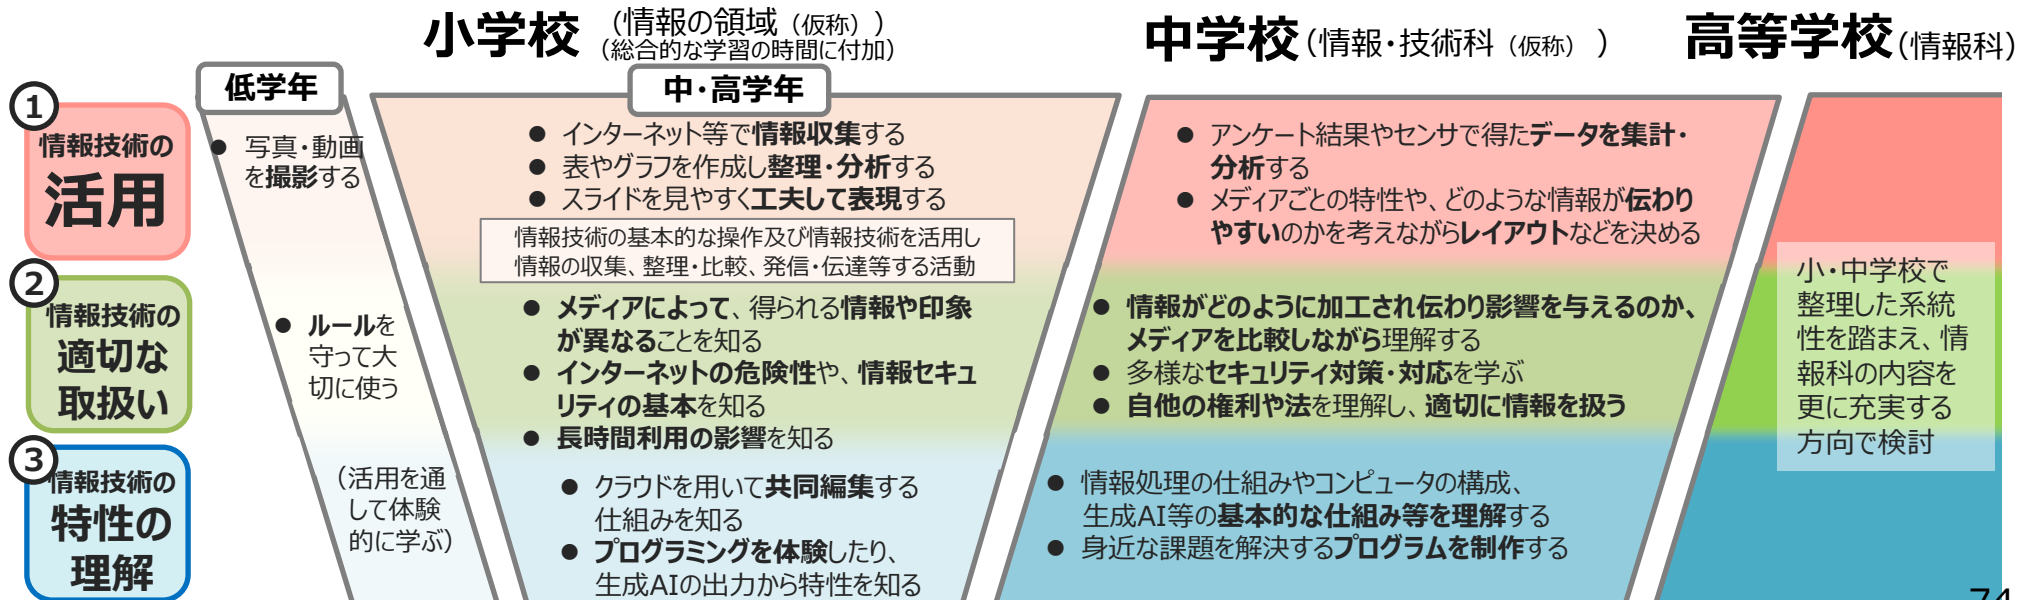 小学校 (情報の領域（仮称）)
（総合的な学習の時間に付加）
中学校(情報・技術科（仮称）)
高等学校(情報科)
低学年
中・高学年
①
情報技術の
活用
● 写真・動画
を撮影する
● インターネット等で情報収集する
● 表やグラフを作成し整理・分析する
● スライドを見やすく工夫して表現する
情報技術の基本的な操作及び情報技術を活用し
情報の収集、整理・比較、発信・伝達等する活動
● アンケート結果やセンサで得たデータを集計・
分析する
● メディアごとの特性や、どのような情報が伝わり
やすいのかを考えながらレイアウトなどを決める
②
情報技術の
適切な
取扱い
● ルールを
守って大
切に使う
● メディアによって、得られる情報や印象
が異なることを知る
● インターネットの危険性や、情報セキュ
リティの基本を知る
● 長時間利用の影響を知る
● 情報がどのように加工され伝わり影響を与えるのか、
メディアを比較しながら理解する
● 多様なセキュリティ対策・対応を学ぶ
● 自他の権利や法を理解し、適切に情報を扱う
小・中学校で
整理した系統
性を踏まえ、情
報科の内容を
更に充実する
方向で検討
③
情報技術の
特性の
理解
（活用を通
して体験
的に学ぶ）
● クラウドを用いて共同編集する
仕組みを知る
● プログラミングを体験したり、
生成AIの出力から特性を知る
● 情報処理の仕組みやコンピュータの構成、
生成AI等の基本的な仕組み等を理解する
● 身近な課題を解決するプログラムを制作する
74